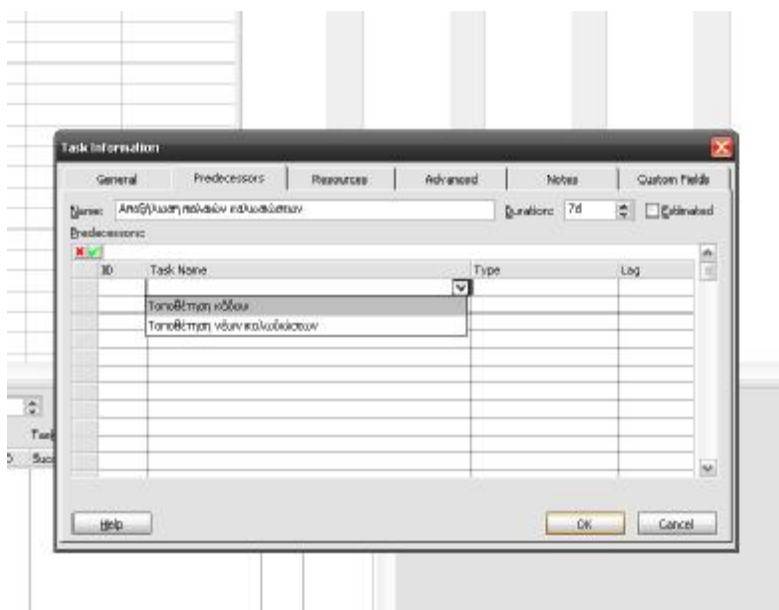 Task Information
General Predecessors Resources Advanced Notes Custom Fields
Name: Αποξήλωση παλαιών καλωδιώσεων Duration: 7d Estimated
Predecessors:
ID Task Name Type Lag
Τοποθέτηση κάδου
Τοποθέτηση νέων καλωδιώσεων
Help OK Cancel